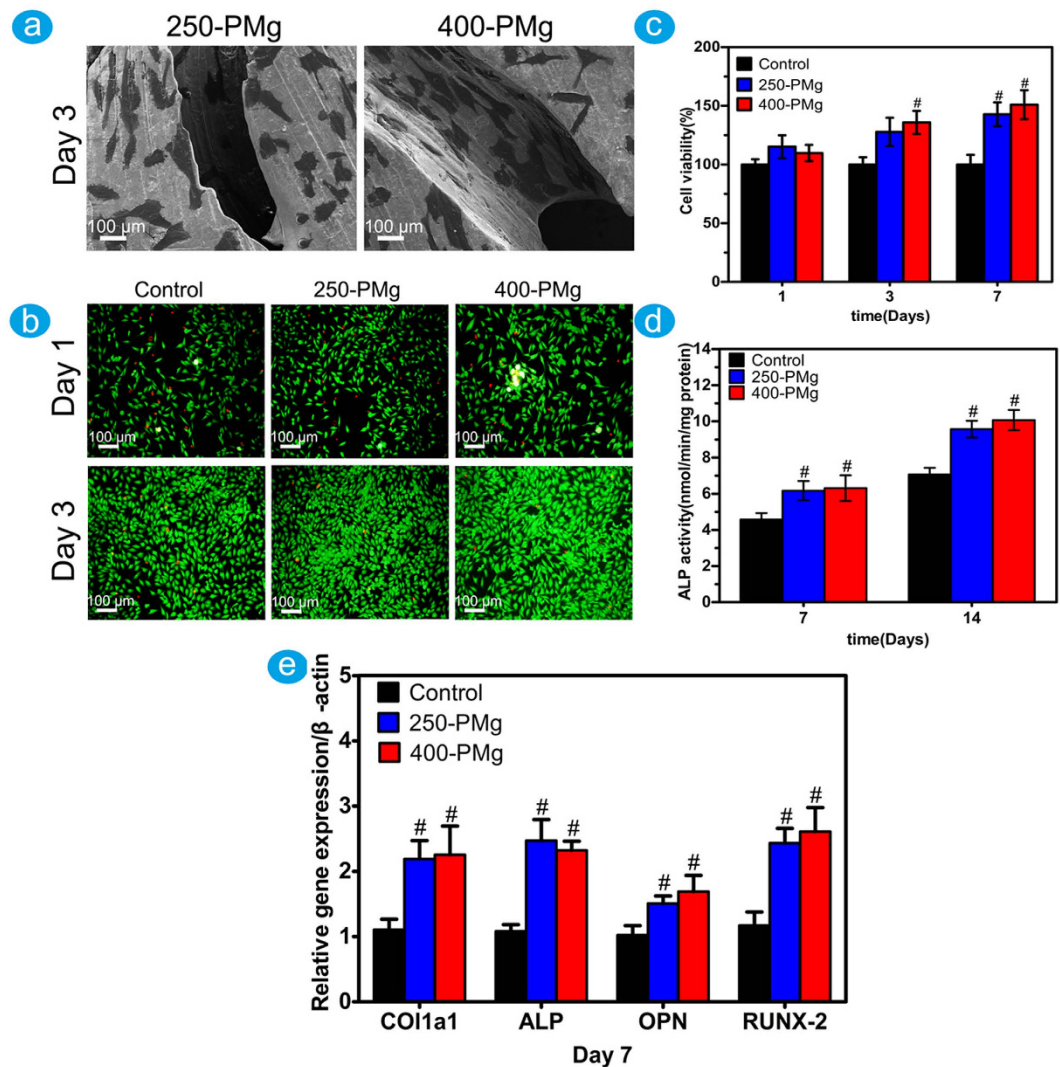 a
250-PMg
400-PMg
Day 3
100 µm
100 µm
b
Control
250-PMg
400-PMg
Day 1
100 µm
100 µm
100 µm
Day 3
100 µm
100 µm
100 µm
c
Control
250-PMg
400-PMg
Cell viability(%)
200
150
100
50
0
#
#
#
1
3
7
time(Days)
d
Control
250-PMg
400-PMg
ALP activity(nmol/min/mg protein)
14
12
10
8
6
4
2
0
#
#
#
#
7
14
time(Days)
e
Control
250-PMg
400-PMg
Relative gene expression/β -actin
5
4
3
2
1
0
#
#
#
#
#
#
#
#
COl1a1
ALP
OPN
RUNX-2
Day 7